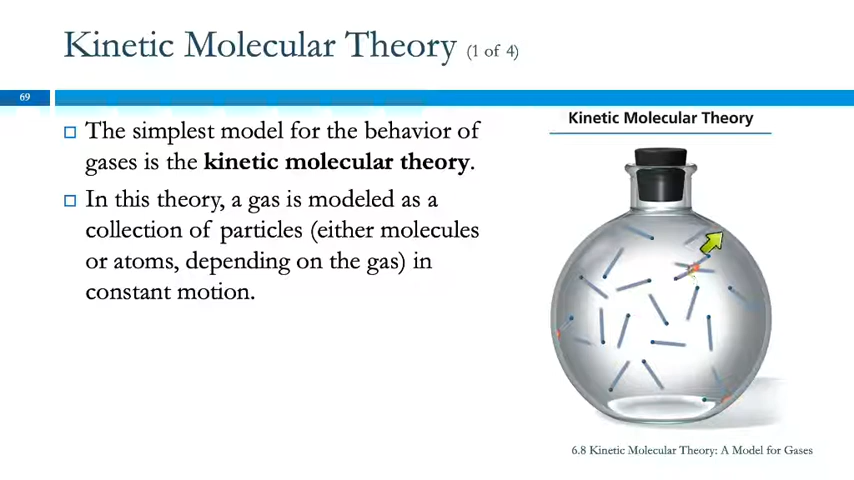 Kinetic Molecular Theory (1 of 4)
69
The simplest model for the behavior of
gases is the kinetic molecular theory.
In this theory, a gas is modeled as a
collection of particles (either molecules
or atoms, depending on the gas) in
constant motion.
Kinetic Molecular Theory
6.8 Kinetic Molecular Theory: A Model for Gases